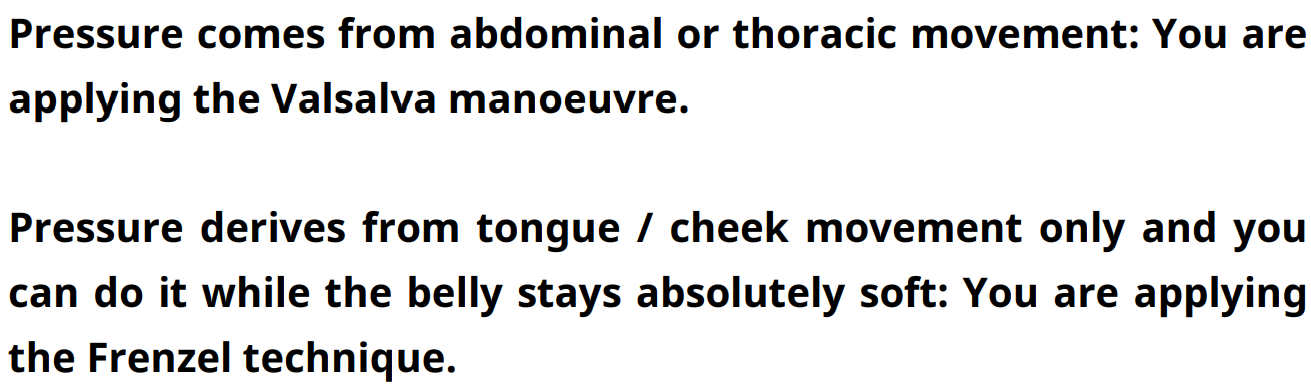 Pressure comes from abdominal or thoracic movement: You are
applying the Valsalva manoeuvre.
Pressure derives from tongue / cheek movement only and you
can do it while the belly stays absolutely soft: You are applying
the Frenzel technique.